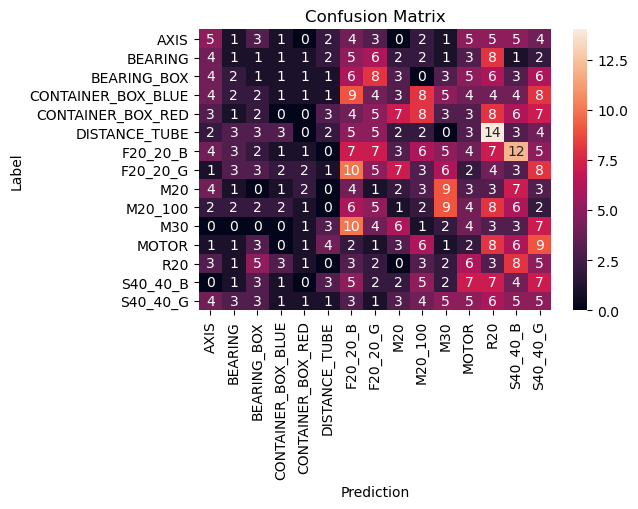 Confusion Matrix
AXIS 5 1 3 1 0 2 4 3 0 2 1 5 5 5 4
BEARING 4 1 1 1 1 2 5 6 2 2 1 3 8 1 2
BEARING_BOX 4 2 1 1 1 1 6 8 3 0 3 5 6 3 6
CONTAINER_BOX_BLUE 4 2 2 1 1 1 9 4 3 8 5 4 4 4 8
CONTAINER_BOX_RED 3 1 2 0 0 3 4 5 7 8 3 3 8 6 7
DISTANCE_TUBE 2 3 3 3 0 2 5 5 2 2 0 3 14 3 4
F20_20_B 4 3 2 1 1 0 7 7 3 6 5 4 7 12 5
F20_20_G 1 3 3 2 2 1 10 5 7 3 6 2 4 3 8
M20 4 1 0 1 2 0 4 1 2 3 9 3 3 7 3
M20_100 2 2 2 2 1 0 6 5 1 2 9 4 8 6 2
M30 0 0 0 0 1 3 10 4 6 1 2 4 3 3 7
MOTOR 1 1 3 0 1 4 2 1 3 6 1 2 8 6 9
R20 3 1 5 3 1 0 3 2 0 3 2 6 3 8 5
S40_40_B 0 1 3 1 0 3 5 2 2 5 2 7 7 4 7
S40_40_G 4 3 3 1 1 1 3 1 3 4 5 5 6 5 5
Label
AXIS
BEARING
BEARING_BOX
CONTAINER_BOX_BLUE
CONTAINER_BOX_RED
DISTANCE_TUBE
F20_20_B
F20_20_G
M20
M20_100
M30
MOTOR
R20
S40_40_B
S40_40_G
Prediction
12.5
10.0
7.5
5.0
2.5
0.0